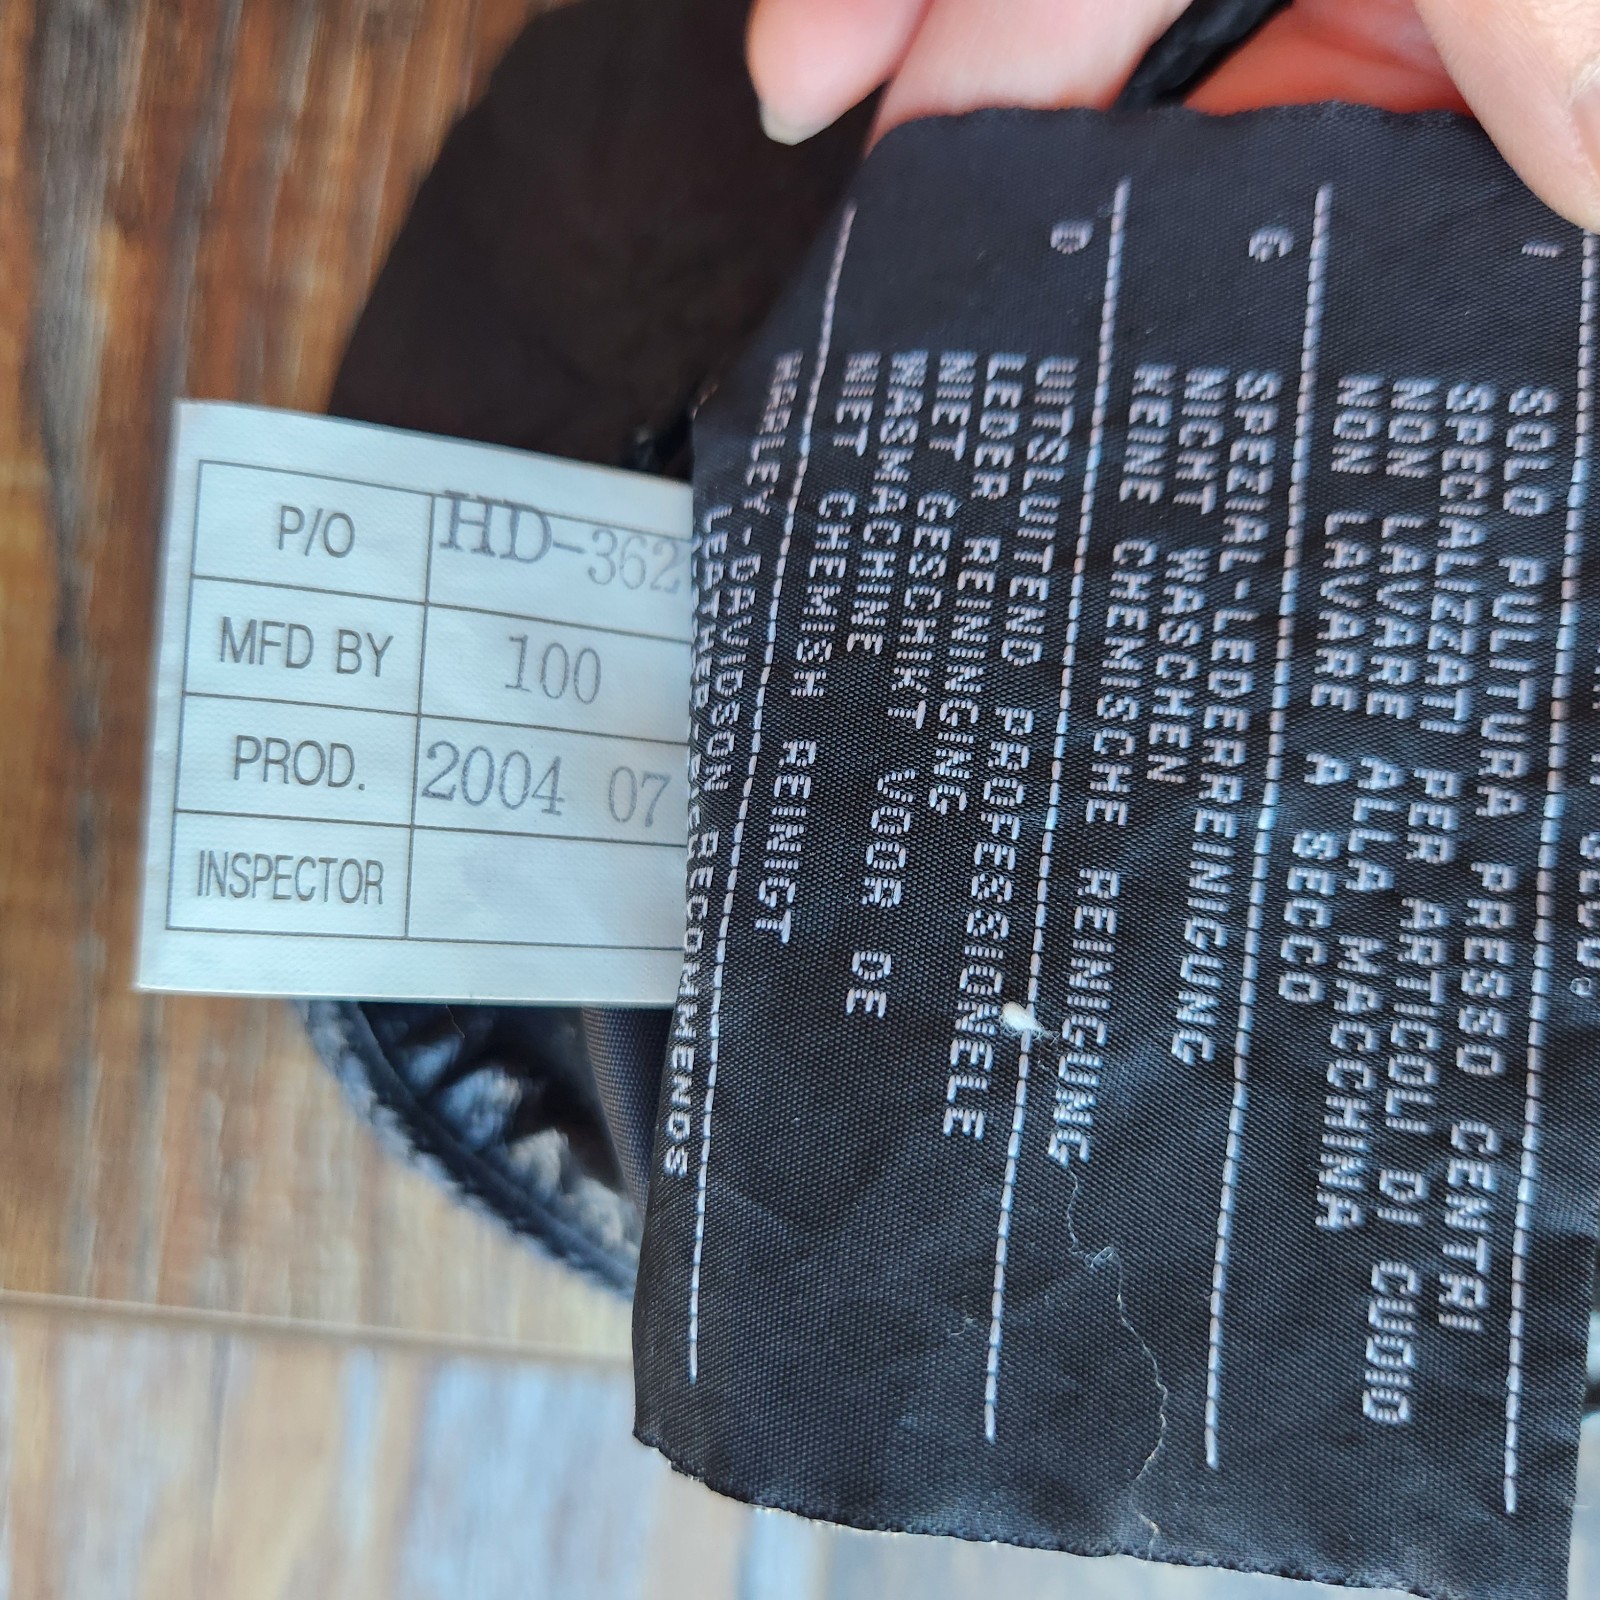 P/O HD-362
MFD BY 100
PROD. 2004 07
INSPECTOR
I
SOLO PULITURA PRESSO CENTRI
SPECIALIZZATI PER ARTICOLI DI CUOIO
NON LAVARE ALLA MACCHINA
NON LAVARE A SECCO
G
SPEZIAL-LEDERREINIGUNG
NICHT WASCHEN
KEINE CHEMISCHE REINIGUNG
D
UITSLUITEND PROFESSIONELE
LEDER REINIGING
NIET GESCHIKT VOOR DE
WASMACHINE
NIET CHEMISH REINIGT
HARLEY-DAVIDSON RECOMMENDS